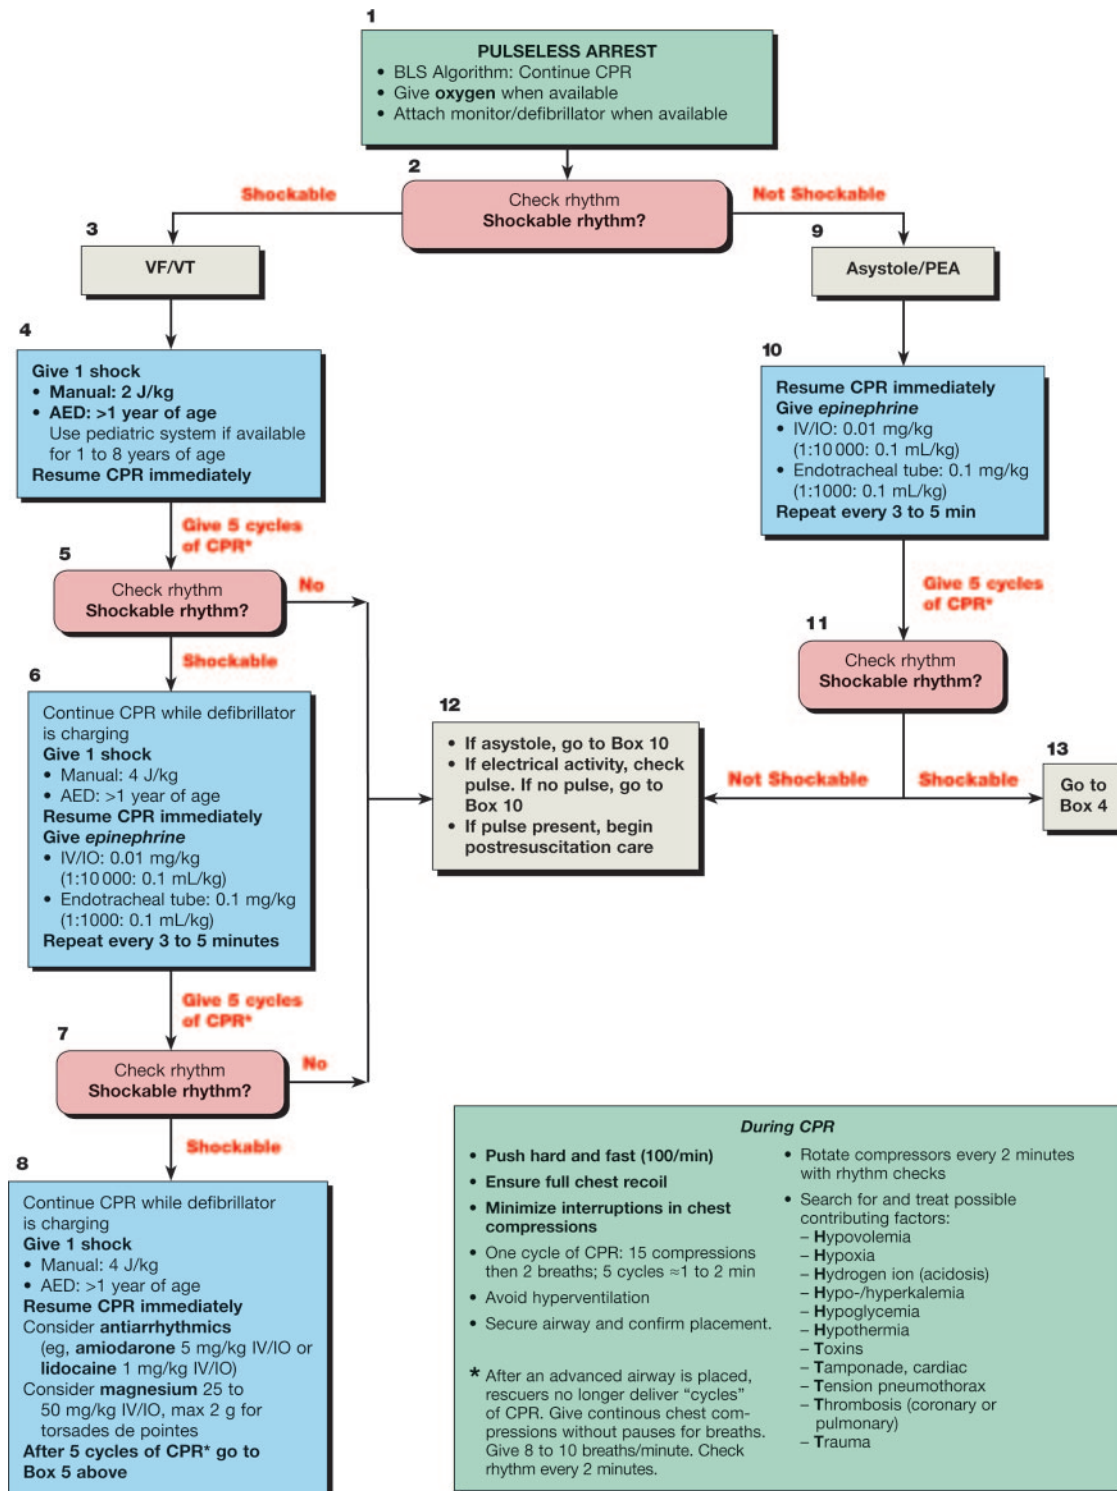 1
PULSELESS ARREST
• BLS Algorithm: Continue CPR
• Give oxygen when available
• Attach monitor/defibrillator when available
2
Check rhythm
Shockable rhythm?
Shockable
Not Shockable
3
VF/VT
4
Give 1 shock
• Manual: 2 J/kg
• AED: >1 year of age
Use pediatric system if available
for 1 to 8 years of age
Resume CPR immediately
Give 5 cycles
of CPR*
5
Check rhythm
Shockable rhythm?
No
Shockable
6
Continue CPR while defibrillator
is charging
Give 1 shock
• Manual: 4 J/kg
• AED: >1 year of age
Resume CPR immediately
Give epinephrine
• IV/IO: 0.01 mg/kg
(1:10 000: 0.1 mL/kg)
• Endotracheal tube: 0.1 mg/kg
(1:1000: 0.1 mL/kg)
Repeat every 3 to 5 minutes
Give 5 cycles
of CPR*
7
Check rhythm
Shockable rhythm?
No
Shockable
8
Continue CPR while defibrillator
is charging
Give 1 shock
• Manual: 4 J/kg
• AED: >1 year of age
Resume CPR immediately
Consider antiarrhythmics
(eg, amiodarone 5 mg/kg IV/IO or
lidocaine 1 mg/kg IV/IO)
Consider magnesium 25 to
50 mg/kg IV/IO, max 2 g for
torsades de pointes
After 5 cycles of CPR* go to
Box 5 above
9
Asystole/PEA
10
Resume CPR immediately
Give epinephrine
• IV/IO: 0.01 mg/kg
(1:10 000: 0.1 mL/kg)
• Endotracheal tube: 0.1 mg/kg
(1:1000: 0.1 mL/kg)
Repeat every 3 to 5 min
Give 5 cycles
of CPR*
11
Check rhythm
Shockable rhythm?
Not Shockable
Shockable
12
• If asystole, go to Box 10
• If electrical activity, check
pulse. If no pulse, go to
Box 10
• If pulse present, begin
postresuscitation care
13
Go to
Box 4
During CPR
• Push hard and fast (100/min)
• Ensure full chest recoil
• Minimize interruptions in chest
compressions
• One cycle of CPR: 15 compressions
then 2 breaths; 5 cycles ≈1 to 2 min
• Avoid hyperventilation
• Secure airway and confirm placement.
* After an advanced airway is placed,
rescuers no longer deliver “cycles”
of CPR. Give continous chest com-
pressions without pauses for breaths.
Give 8 to 10 breaths/minute. Check
rhythm every 2 minutes.
• Rotate compressors every 2 minutes
with rhythm checks
• Search for and treat possible
contributing factors:
– Hypovolemia
– Hypoxia
– Hydrogen ion (acidosis)
– Hypo-/hyperkalemia
– Hypoglycemia
– Hypothermia
– Toxins
– Tamponade, cardiac
– Tension pneumothorax
– Thrombosis (coronary or
pulmonary)
– Trauma